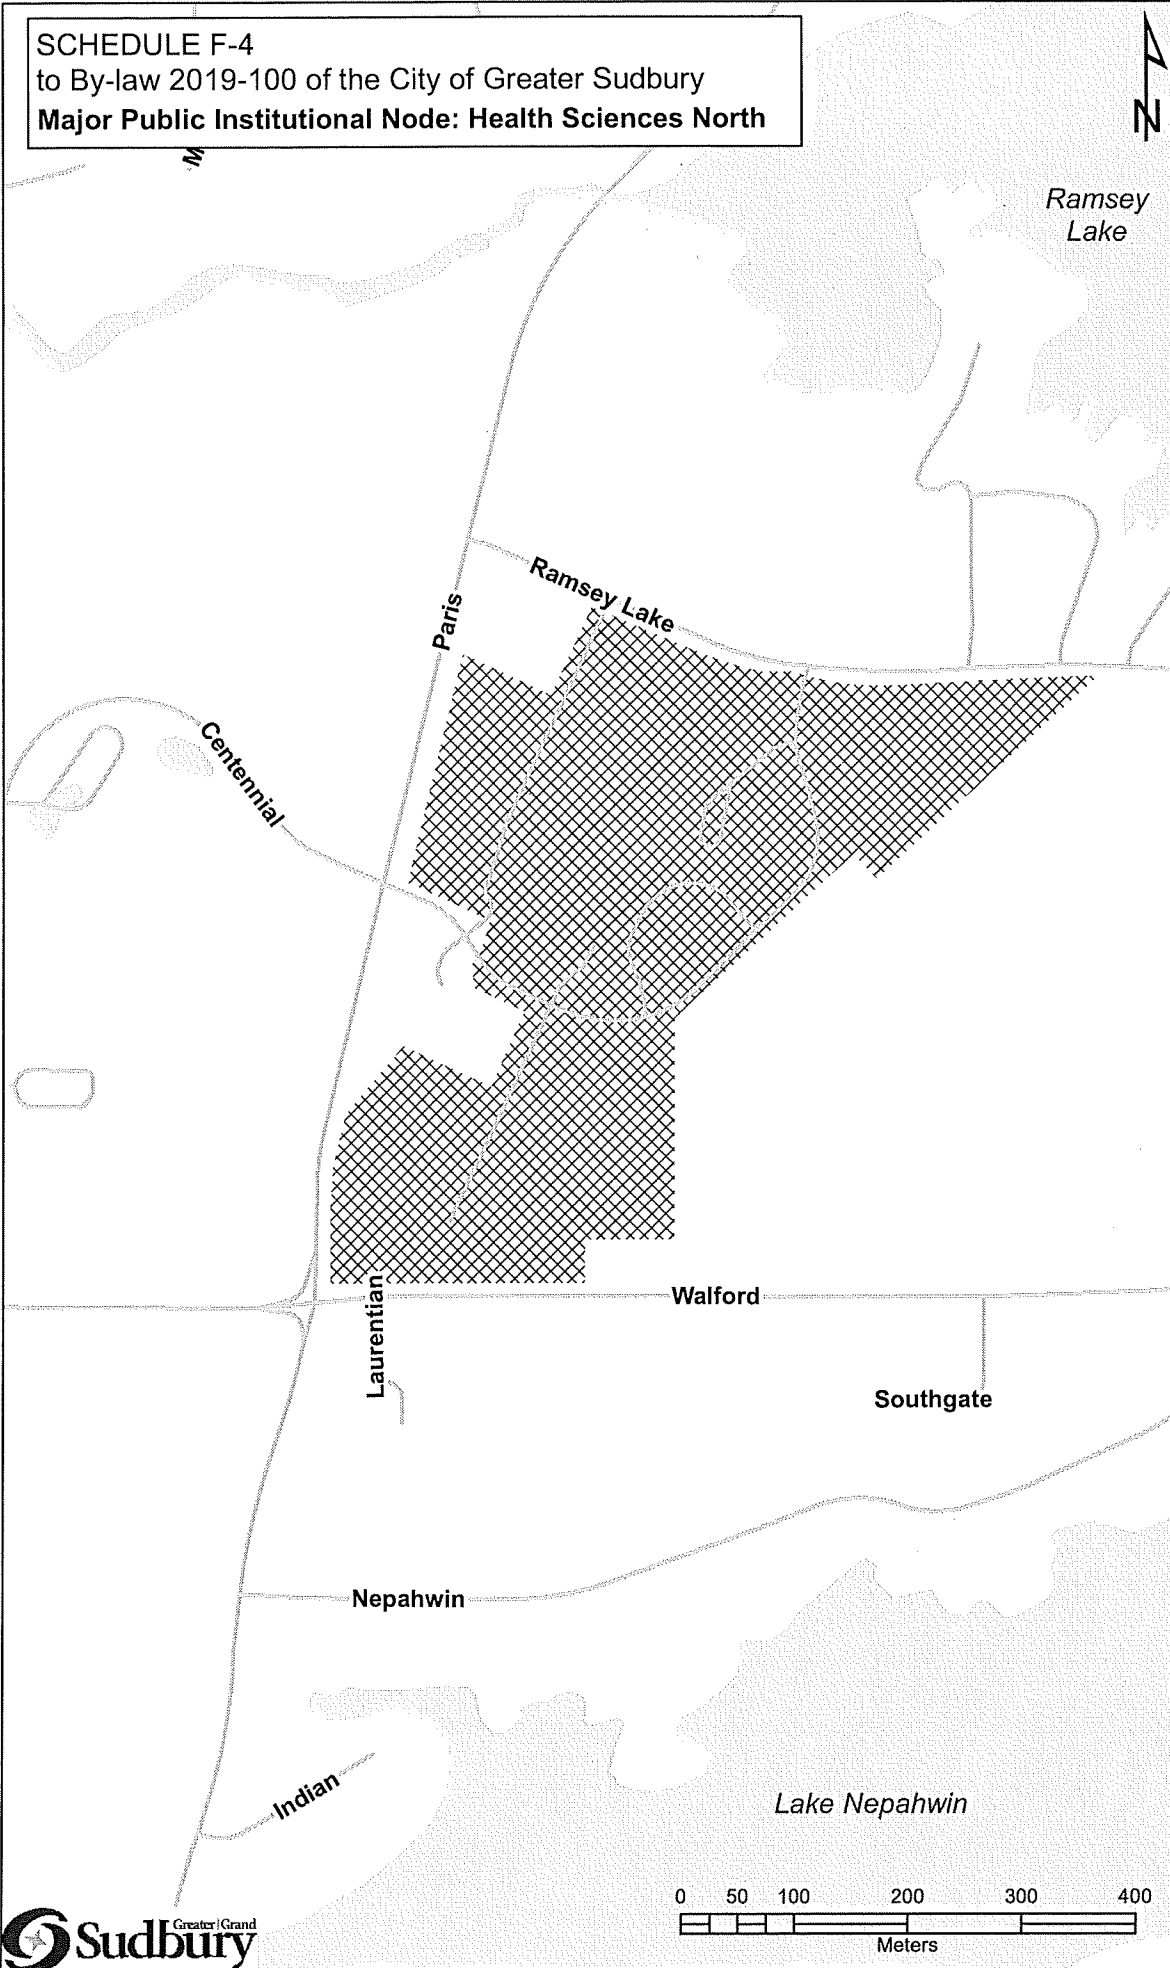 SCHEDULE F-4
to By-law 2019-100 of the City of Greater Sudbury
Major Public Institutional Node: Health Sciences North
N
M
Ramsey
Lake
Ramsey Lake
Paris
Centennial
Laurentian
Walford
Southgate
Nepahwin
Indian
Lake Nepahwin
0 50 100 200 300 400
Meters
Greater|Grand
Sudbury